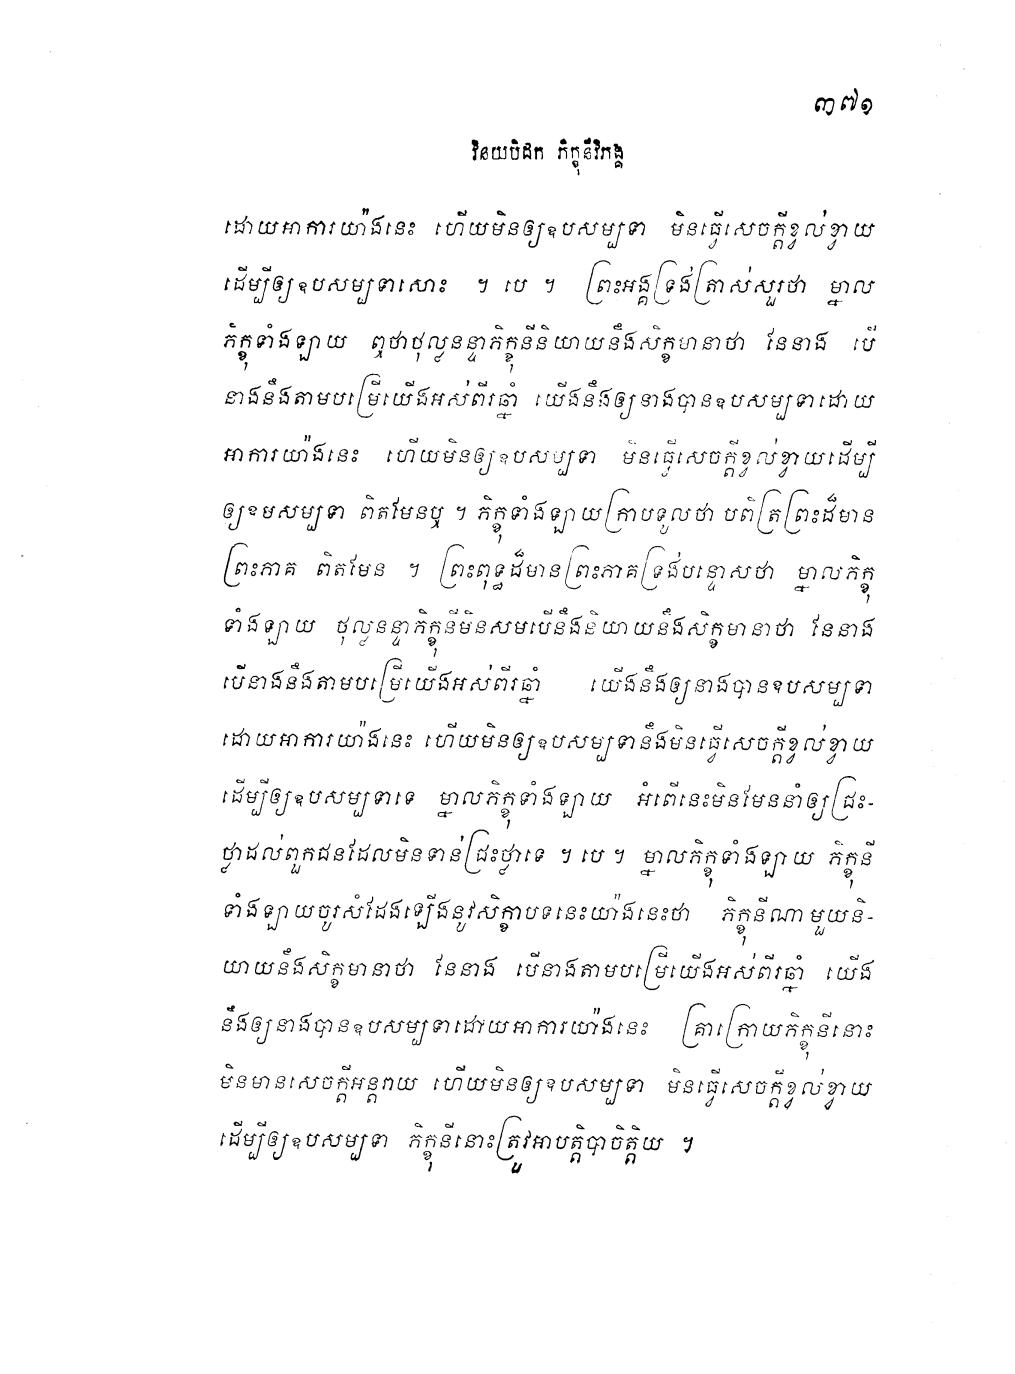 ៣៧១
វិនយបិដក ភិក្ខុនីវិភង្គ
ដោយអាការយ៉ាងនេះ ហើយមិនឲ្យឧបសម្បទា មិនធ្វើសេចក្តីខ្វល់ខ្វាយ
ដើម្បីឲ្យឧបសម្បទាសោះ ។ បេ ។ ព្រះអង្គទ្រង់ត្រាស់សួរថា ម្នាល
ភិក្ខុទាំងឡាយ ឮថាថុល្លនន្ទាភិក្ខុនីនិយាយនឹងសិក្ខមានាថា នែនាង បើ
នាងនឹងតាមបម្រើយើងអស់ពីរឆ្នាំ យើងនឹងឲ្យនាងបានឧបសម្បទាដោយ
អាការយ៉ាងនេះ ហើយមិនឲ្យឧបសម្បទា មិនធ្វើសេចក្តីខ្វល់ខ្វាយដើម្បី
ឲ្យឧមសម្បទា ពិតមែនឬ ។ ភិក្ខុទាំងឡាយក្រាបទូលថា បពិត្រព្រះដ៏មាន
ព្រះភាគ ពិតមែន ។ ព្រះពុទ្ធដ៏មានព្រះភាគទ្រង់បន្ទោសថា ម្នាលភិក្ខុ
ទាំងឡាយ ថុល្លនន្ទាភិក្ខុនីមិនសមបើនឹងនិយាយនឹងសិក្ខមានាថា នែនាង
បើនាងនឹងតាមបម្រើយើងអស់ពីរឆ្នាំ យើងនឹងឲ្យនាងបានឧបសម្បទា
ដោយអាការយ៉ាងនេះ ហើយមិនឲ្យឧបសម្បទានឹងមិនធ្វើសេចក្តីខ្វល់ខ្វាយ
ដើម្បីឲ្យឧបសម្បទាទេ ម្នាលភិក្ខុទាំងឡាយ អំពើនេះមិនមែននាំឲ្យជ្រះ-
ថ្លាដល់ពួកជនដែលមិនទាន់ជ្រះថ្លាទេ ។ បេ ។ ម្នាលភិក្ខុទាំងឡាយ ភិក្ខុនី
ទាំងឡាយចូរសំដែងឡើងនូវសិក្ខាបទនេះយ៉ាងនេះថា ភិក្ខុនីណាមួយនិ-
យាយនឹងសិក្ខមានាថា នែនាង បើនាងតាមបម្រើយើងអស់ពីរឆ្នាំ យើង
នឹងឲ្យនាងបានឧបសម្បទាដោយអាការយ៉ាងនេះ គ្រាក្រោយភិក្ខុនីនោះ
មិនមានសេចក្តីអន្តរាយ ហើយមិនឲ្យឧបសម្បទា មិនធ្វើសេចក្តីខ្វល់ខ្វាយ
ដើម្បីឲ្យឧបសម្បទា ភិក្ខុនីនោះត្រូវអាបត្តិបាចិត្តិយ ។